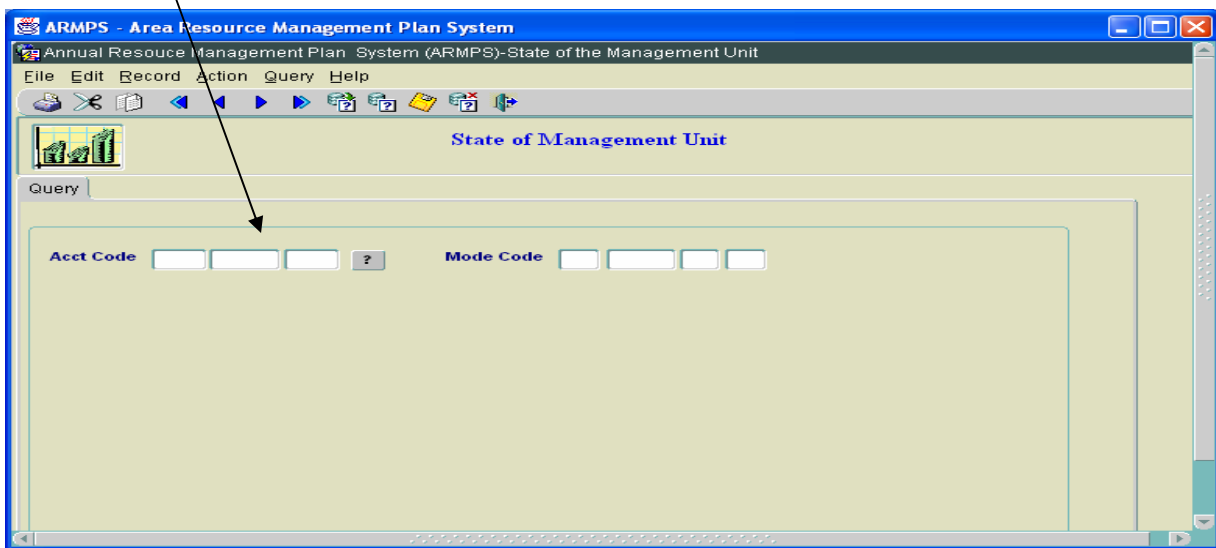 ARMPS - Area Resource Management Plan System
Annual Resouce Management Plan System (ARMPS)-State of the Management Unit
File Edit Record Action Query Help
State of Management Unit
Query
Acct Code ? Mode Code